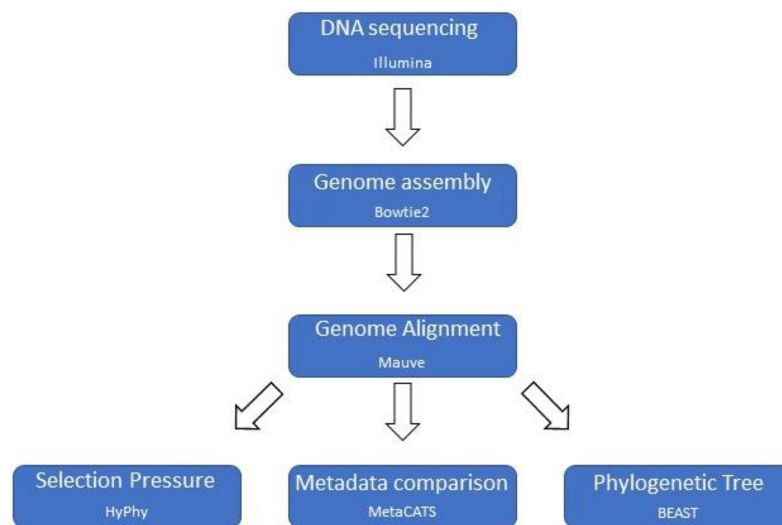 DNA sequencing
Illumina
Genome assembly
Bowtie2
Genome Alignment
Mauve
Selection Pressure
HyPhy
Metadata comparison
MetaCATS
Phylogenetic Tree
BEAST